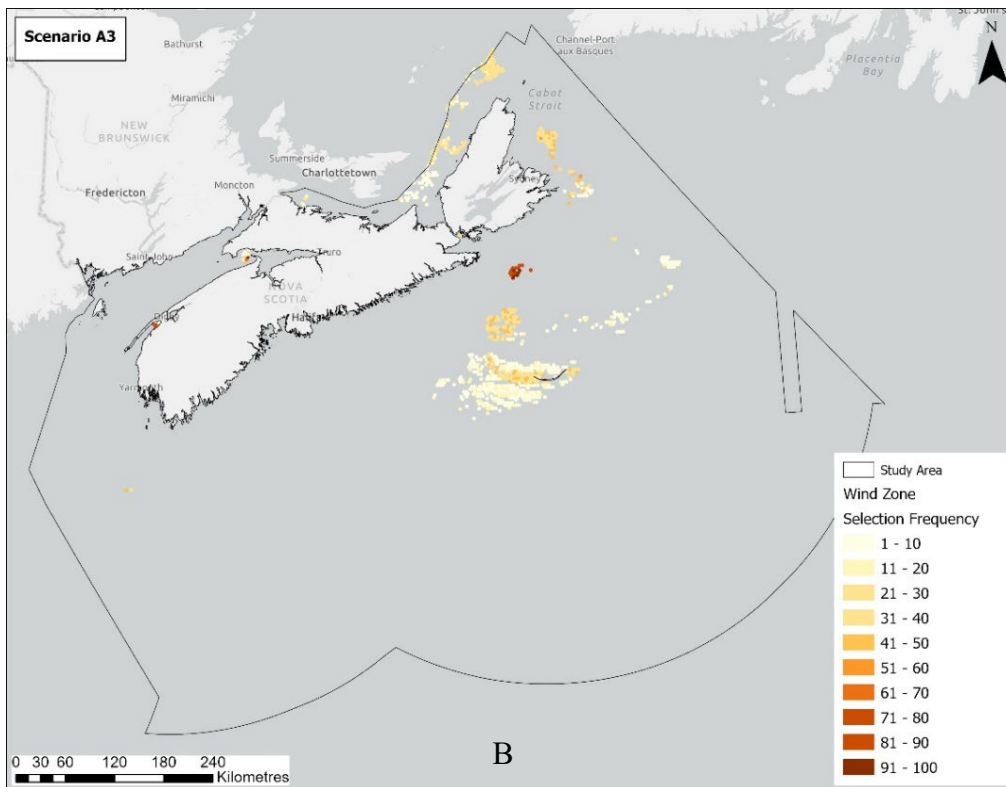 Scenario A3
St. John's
N
Bathurst
Channel-Port
aux Basques
Placentia
Bay
Cabot
Strait
Miramichi
NEW
BRUNSWICK
Summerside
Charlottetown
Sydney
Fredericton
Moncton
Saint John
Truro
NOVA
SCOTIA
Halifax
Yarmouth
Study Area
Wind Zone
Selection Frequency
1 - 10
11 - 20
21 - 30
31 - 40
41 - 50
51 - 60
61 - 70
71 - 80
81 - 90
91 - 100
B
0 30 60 120 180 240
Kilometres